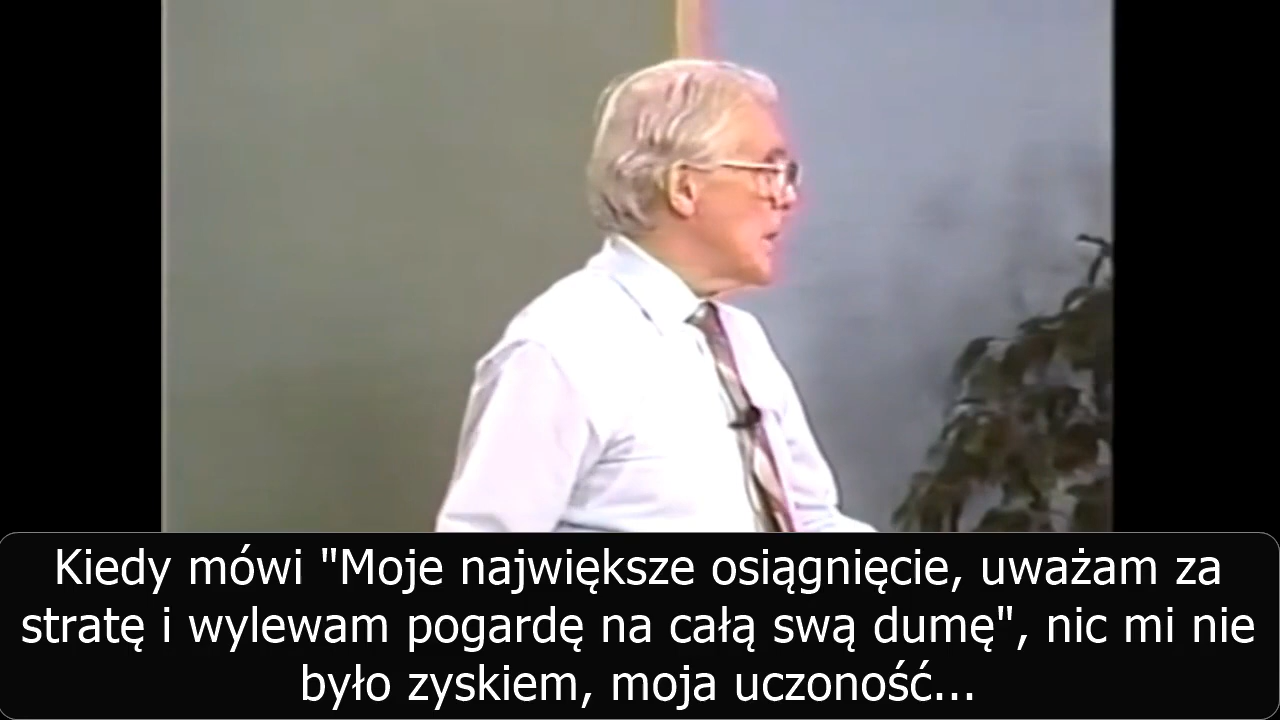 Kiedy mówi "Moje największe osiągnięcie, uważam za
stratę i wylewam pogardę na całą swą dumę", nic mi nie
było zyskiem, moja uczoność...